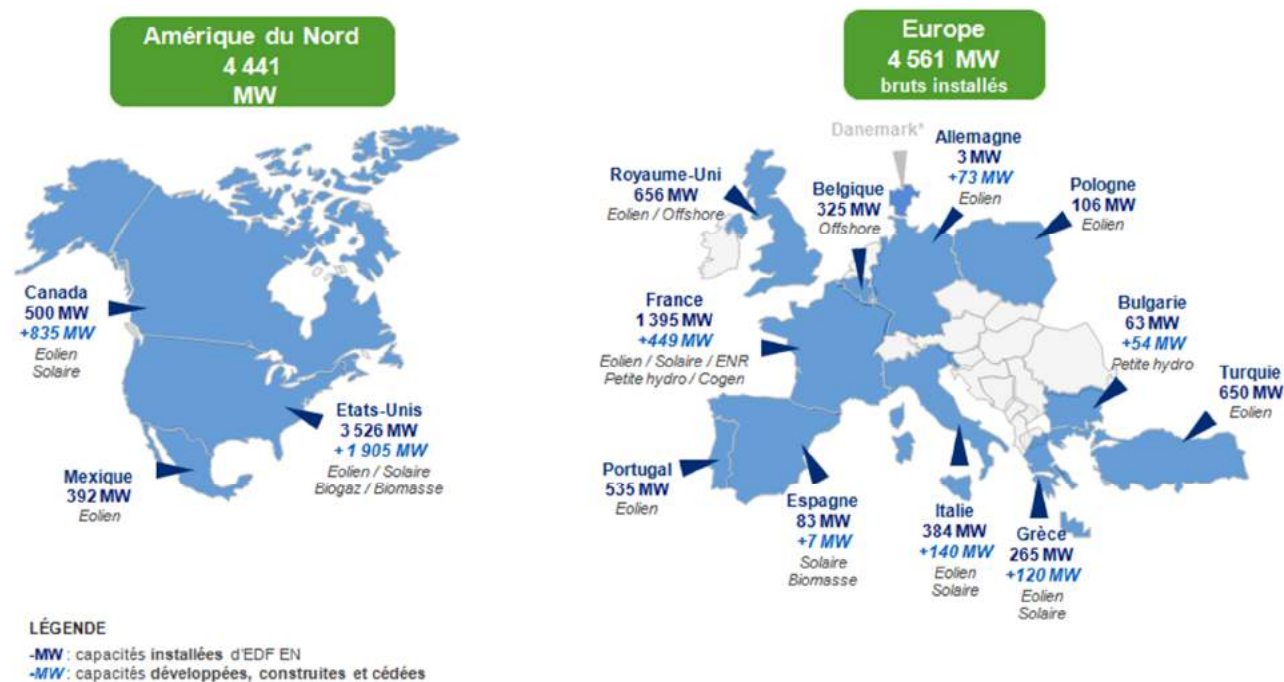 Amérique du Nord
4 441
MW
Europe
4 561 MW
bruts installés
Canada
500 MW
+835 MW
Eolien
Solaire
Etats-Unis
3 526 MW
+ 1 905 MW
Eolien / Solaire
Biogaz / Biomasse
Mexique
392 MW
Eolien
Danemark*
Royaume-Uni
656 MW
Eolien / Offshore
Belgique
325 MW
Offshore
Allemagne
3 MW
+73 MW
Eolien
Pologne
106 MW
Eolien
France
1 395 MW
+449 MW
Eolien / Solaire / ENR
Petite hydro / Cogen
Bulgarie
63 MW
+54 MW
Petite hydro
Turquie
650 MW
Eolien
Portugal
535 MW
Eolien
Espagne
83 MW
+7 MW
Solaire
Biomasse
Italie
384 MW
+140 MW
Eolien
Solaire
Grèce
265 MW
+120 MW
Eolien
Solaire
LÉGENDE
-MW : capacités installées d'EDF EN
-MW : capacités développées, construites et cédées